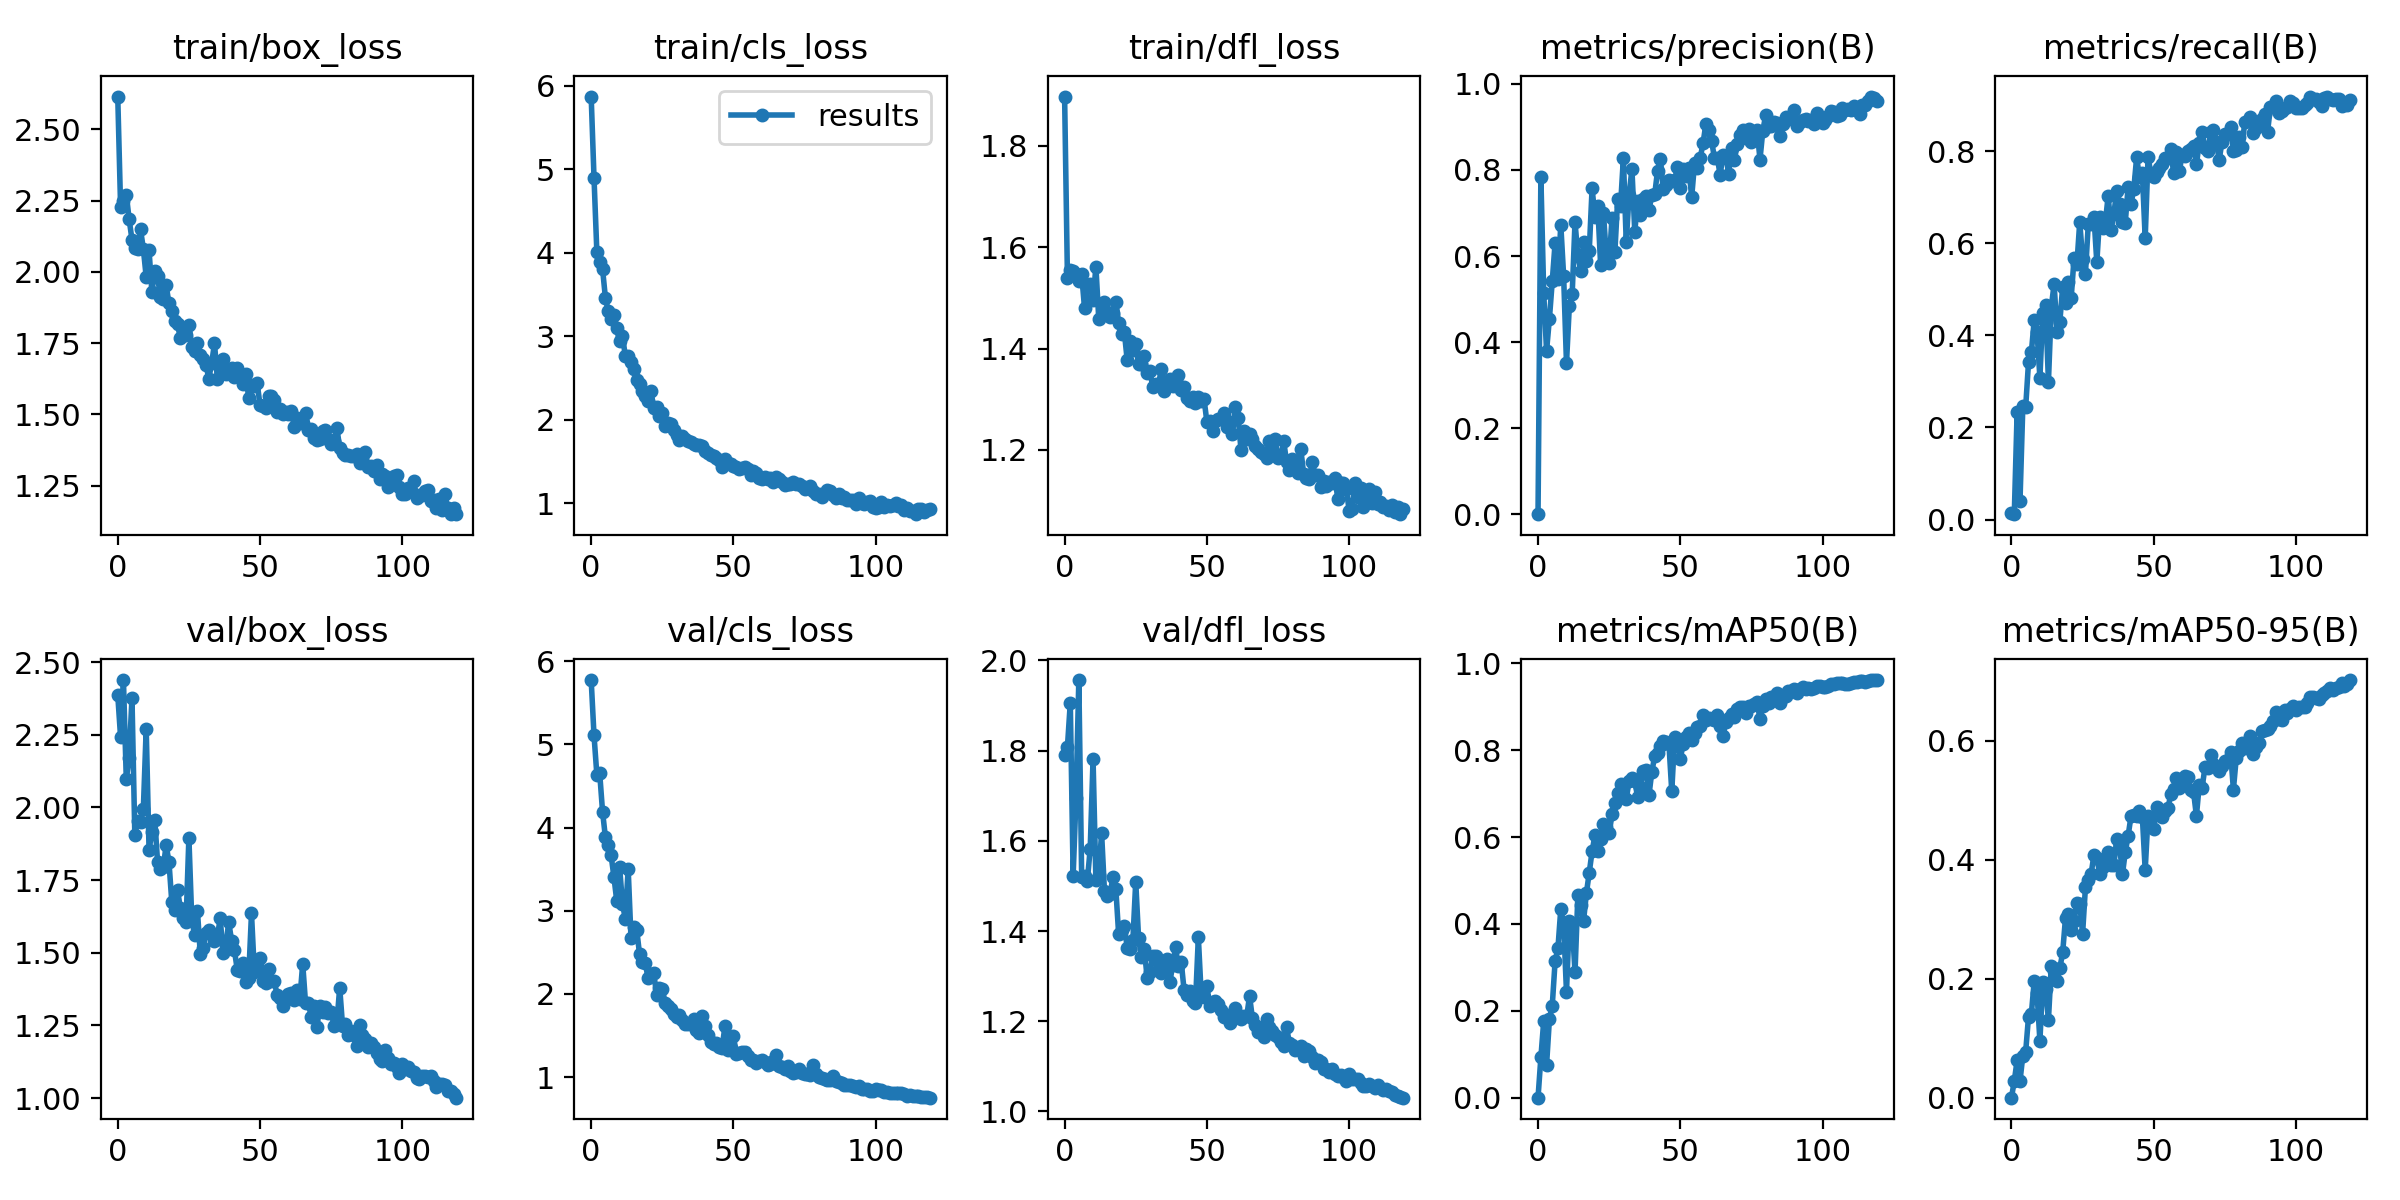 train/box_loss
2.50
2.25
2.00
1.75
1.50
1.25
0 50 100
train/cls_loss
results
6
5
4
3
2
1
0 50 100
train/dfl_loss
1.8
1.6
1.4
1.2
0 50 100
metrics/precision(B)
1.0
0.8
0.6
0.4
0.2
0.0
0 50 100
metrics/recall(B)
0.8
0.6
0.4
0.2
0.0
0 50 100
val/box_loss
2.50
2.25
2.00
1.75
1.50
1.25
1.00
0 50 100
val/cls_loss
6
5
4
3
2
1
0 50 100
val/dfl_loss
2.0
1.8
1.6
1.4
1.2
1.0
0 50 100
metrics/mAP50(B)
1.0
0.8
0.6
0.4
0.2
0.0
0 50 100
metrics/mAP50-95(B)
0.6
0.4
0.2
0.0
0 50 100